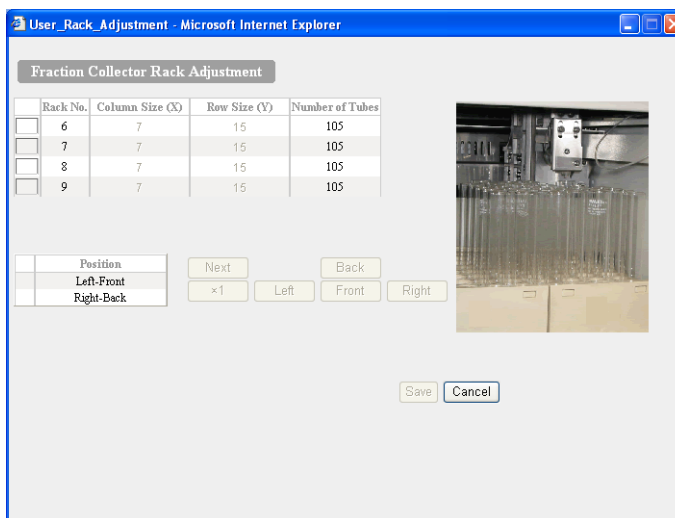 User_Rack_Adjustment - Microsoft Internet Explorer
Fraction Collector Rack Adjustment
Rack No. Column Size (X) Row Size (Y) Number of Tubes
6 7 15 105
7 7 15 105
8 7 15 105
9 7 15 105
Position
Left-Front
Right-Back
Next Back
×1 Left Front Right
Save Cancel